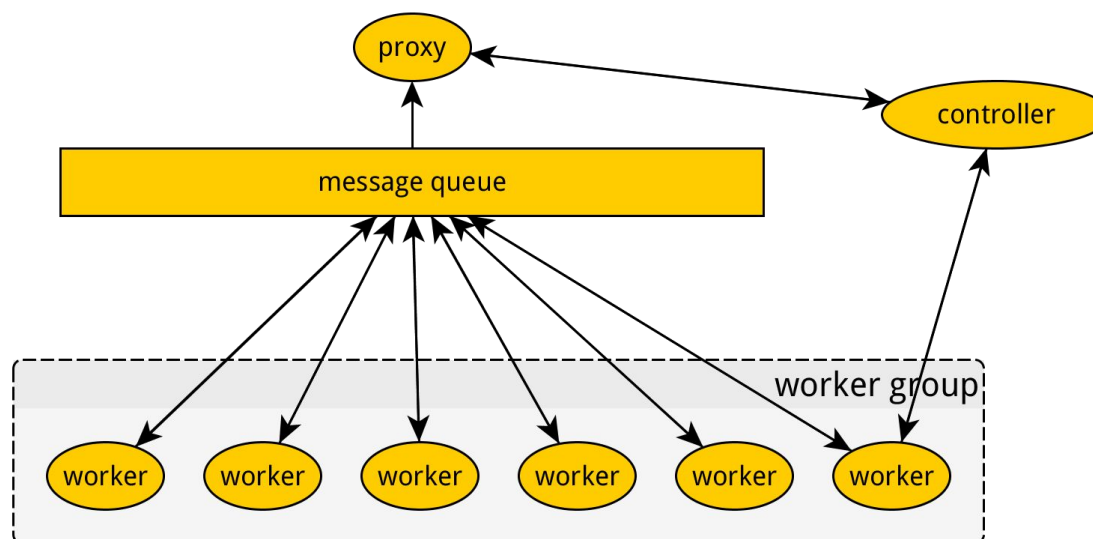 proxy
controller
message queue
worker group
worker
worker
worker
worker
worker
worker